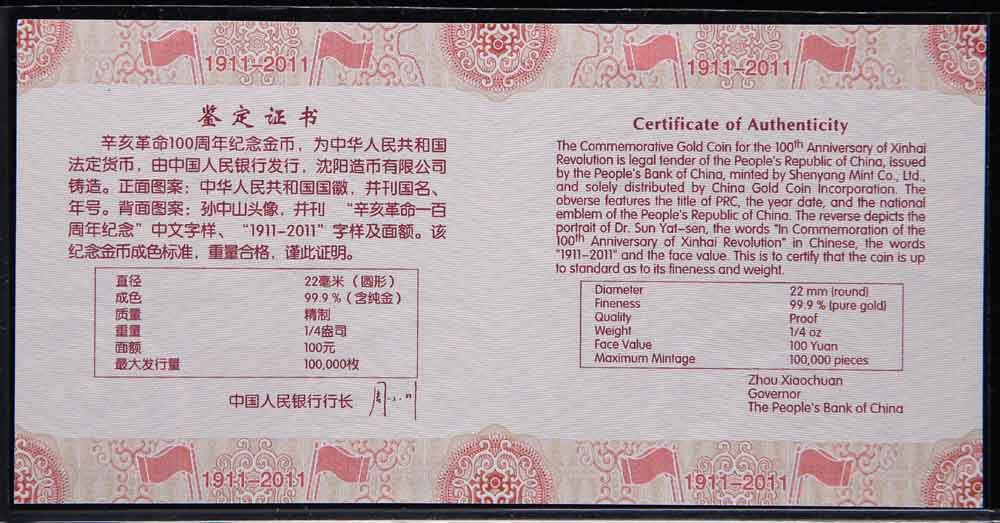 1911-2011
1911-2011
鉴定证书
辛亥革命100周年纪念金币，为中华人民共和国
法定货币，由中国人民银行发行，沈阳造币有限公司
铸造。正面图案：中华人民共和国国徽，并刊国名、
年号。背面图案：孙中山头像，并刊 “辛亥革命一百
周年纪念”中文字样、“1911-2011”字样及面额。该
纪念金币成色标准，重量合格，谨此证明。
直径 22毫米（圆形）
成色 99.9％（含纯金）
质量 精制
重量 1/4盎司
面额 100元
最大发行量 100,000枚
中国人民银行行长
Certificate of Authenticity
The Commemorative Gold Coin for the 100th Anniversary of Xinhai
Revolution is legal tender of the People's Republic of China, issued
by the People's Bank of China, minted by Shenyang Mint Co., Ltd.,
and solely distributed by China Gold Coin Incorporation. The
obverse features the title of PRC, the year date, and the national
emblem of the People's Republic of China. The reverse depicts the
portrait of Dr. Sun Yat-sen, the words "In Commemoration of the
100th Anniversary of Xinhai Revolution" in Chinese, the words
"1911-2011" and the face value. This is to certify that the coin is up
to standard as to its fineness and weight.
Diameter 22 mm (round)
Fineness 99.9 % (pure gold)
Quality Proof
Weight 1/4 oz
Face Value 100 Yuan
Maximum Mintage 100,000 pieces
Zhou Xiaochuan
Governor
The People's Bank of China
1911-2011
1911-2011